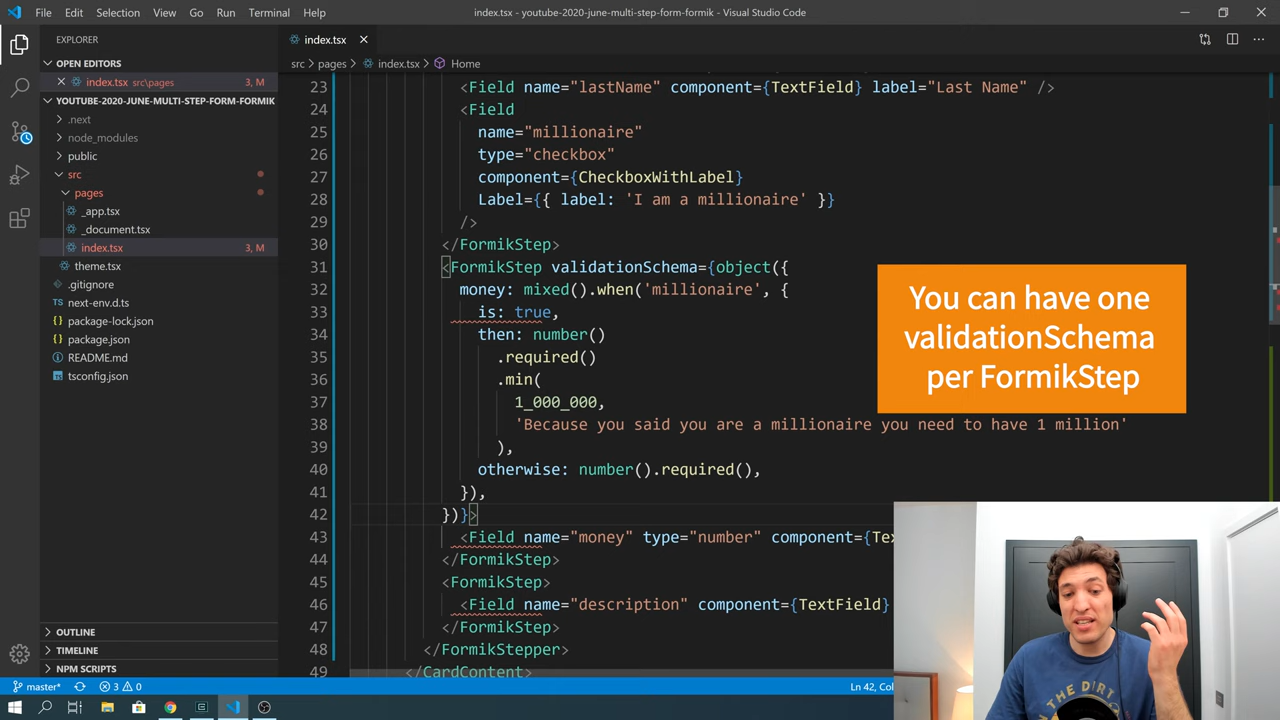 File Edit Selection View Go Run Terminal Help
index.tsx - youtube-2020-june-multi-step-form-formik - Visual Studio Code
EXPLORER
OPEN EDITORS
index.tsx src\pages 3, M
YOUTUBE-2020-JUNE-MULTI-STEP-FORM-FORMIK
.next
node_modules
public
src
pages
_app.tsx
_document.tsx
index.tsx 3, M
theme.tsx
.gitignore
next-env.d.ts
package-lock.json
package.json
README.md
tsconfig.json
OUTLINE
TIMELINE
NPM SCRIPTS
index.tsx
src > pages > index.tsx > Home
23 <Field name="lastName" component={TextField} label="Last Name" />
24 <Field
25 name="millionaire"
26 type="checkbox"
27 component={CheckboxWithLabel}
28 Label={{ label: 'I am a millionaire' }}
29 />
30 </FormikStep>
31 <FormikStep validationSchema={object({
32 money: mixed().when('millionaire', {
33 is: true,
34 then: number()
35 .required()
36 .min(
37 1_000_000,
38 'Because you said you are a millionaire you need to have 1 million'
39 ),
40 otherwise: number().required(),
41 }),
42 })}>
43 <Field name="money" type="number" component={Te
44 </FormikStep>
45 <FormikStep>
46 <Field name="description" component={TextField}
47 </FormikStep>
48 </FormikStepper>
49 </CardContent>
You can have one
validationSchema
per FormikStep
master* 3 0
Ln 42, Col